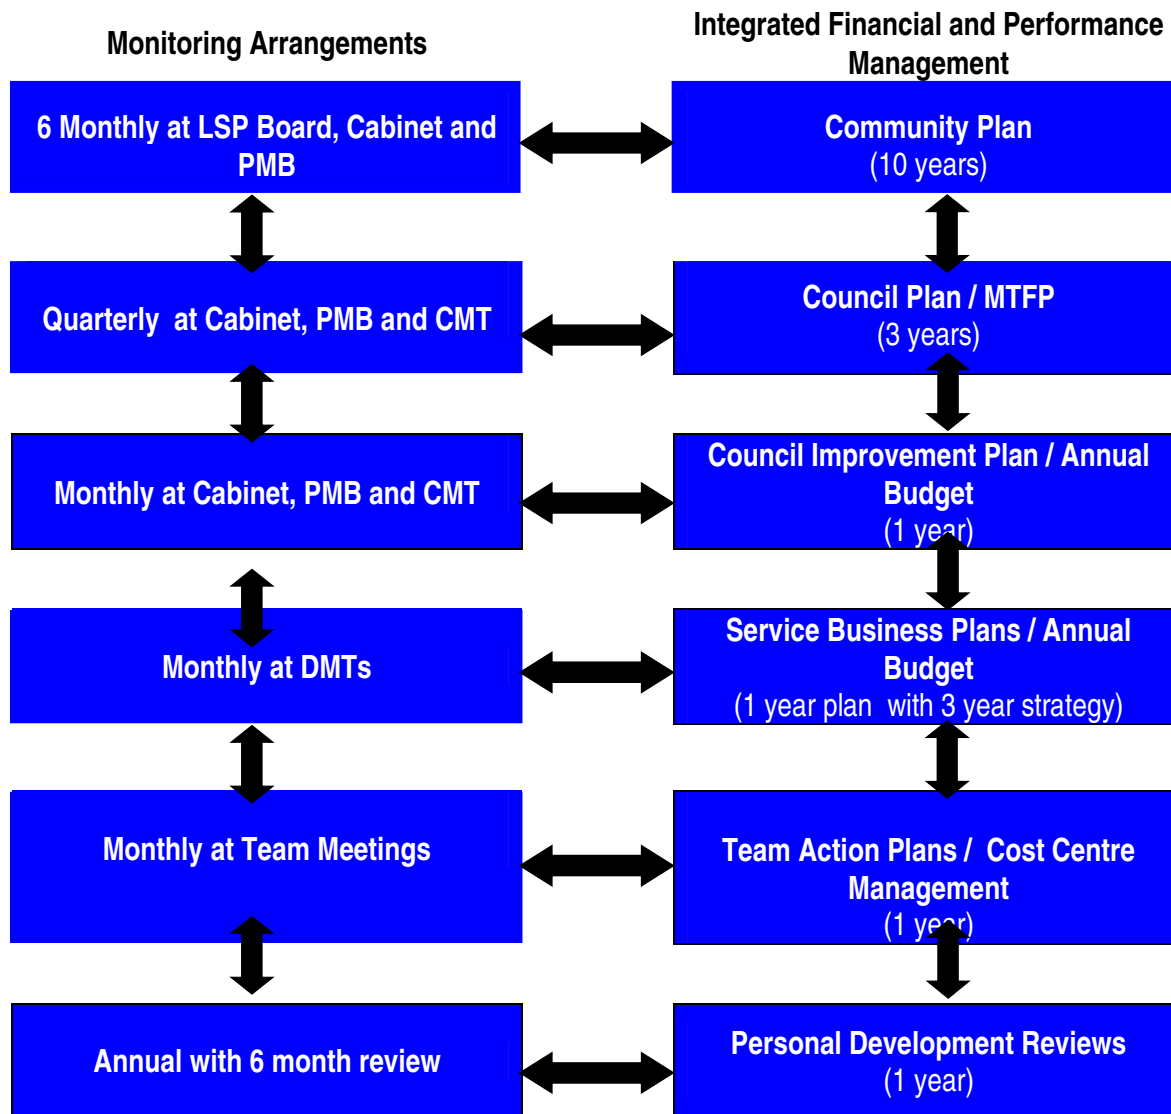 Monitoring Arrangements
Integrated Financial and Performance
Management
6 Monthly at LSP Board, Cabinet and
PMB
Community Plan
(10 years)
Quarterly at Cabinet, PMB and CMT
Council Plan / MTFP
(3 years)
Monthly at Cabinet, PMB and CMT
Council Improvement Plan / Annual
Budget
(1 year)
Monthly at DMTs
Service Business Plans / Annual
Budget
(1 year plan with 3 year strategy)
Monthly at Team Meetings
Team Action Plans / Cost Centre
Management
(1 year)
Annual with 6 month review
Personal Development Reviews
(1 year)